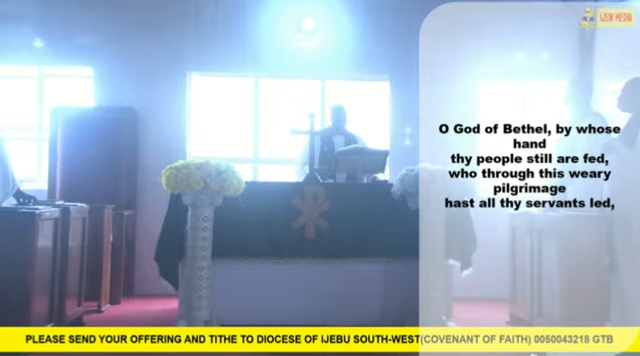 IJSW MEDIA
O God of Bethel, by whose
hand
thy people still are fed,
who through this weary
pilgrimage
hast all thy servants led,
PLEASE SEND YOUR OFFERING AND TITHE TO DIOCESE OF IJEBU SOUTH-WEST(COVENANT OF FAITH) 0050043218 GTB